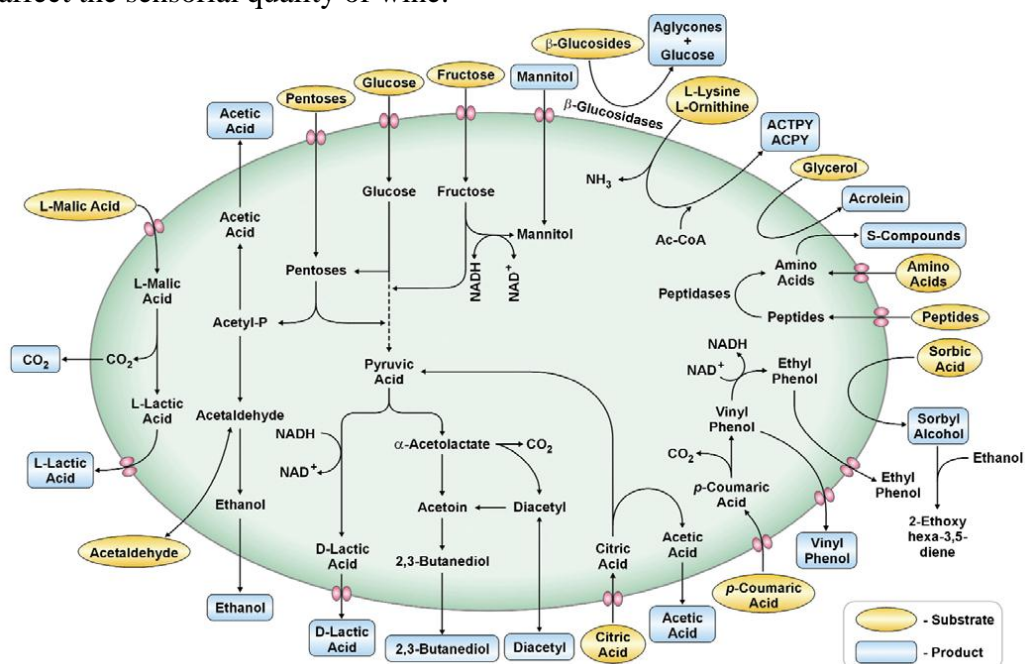 affect the sensorial quality of wine.
β-Glucosides
Aglycones
+
Glucose
Pentoses
Glucose
Fructose
Mannitol
β-Glucosidases
L-Lysine
L-Ornithine
Acetic
Acid
ACTPY
ACPY
NH3
Glucose
Fructose
Glycerol
L-Malic Acid
Acetic
Acid
Mannitol
Ac-CoA
Acrolein
S-Compounds
NADH
NAD+
Pentoses
L-Malic
Acid
Amino
Acids
Amino
Acids
Peptidases
Acetyl-P
Peptides
Peptides
CO2
CO2
NADH
NAD+
Ethyl
Phenol
Sorbic
Acid
Pyruvic
Acid
L-Lactic
Acid
Acetaldehyde
Vinyl
Phenol
NADH
NAD+
α-Acetolactate
CO2
Sorbyl
Alcohol
CO2
Ethanol
L-Lactic
Acid
p-Coumaric
Acid
Ethyl
Phenol
Ethanol
Acetoin
Diacetyl
2-Ethoxy
hexa-3,5-
diene
Acetaldehyde
D-Lactic
Acid
2,3-Butanediol
Citric
Acid
Acetic
Acid
Vinyl
Phenol
p-Coumaric
Acid
Ethanol
D-Lactic
Acid
2,3-Butanediol
Diacetyl
Citric
Acid
Acetic
Acid
- Substrate
- Product